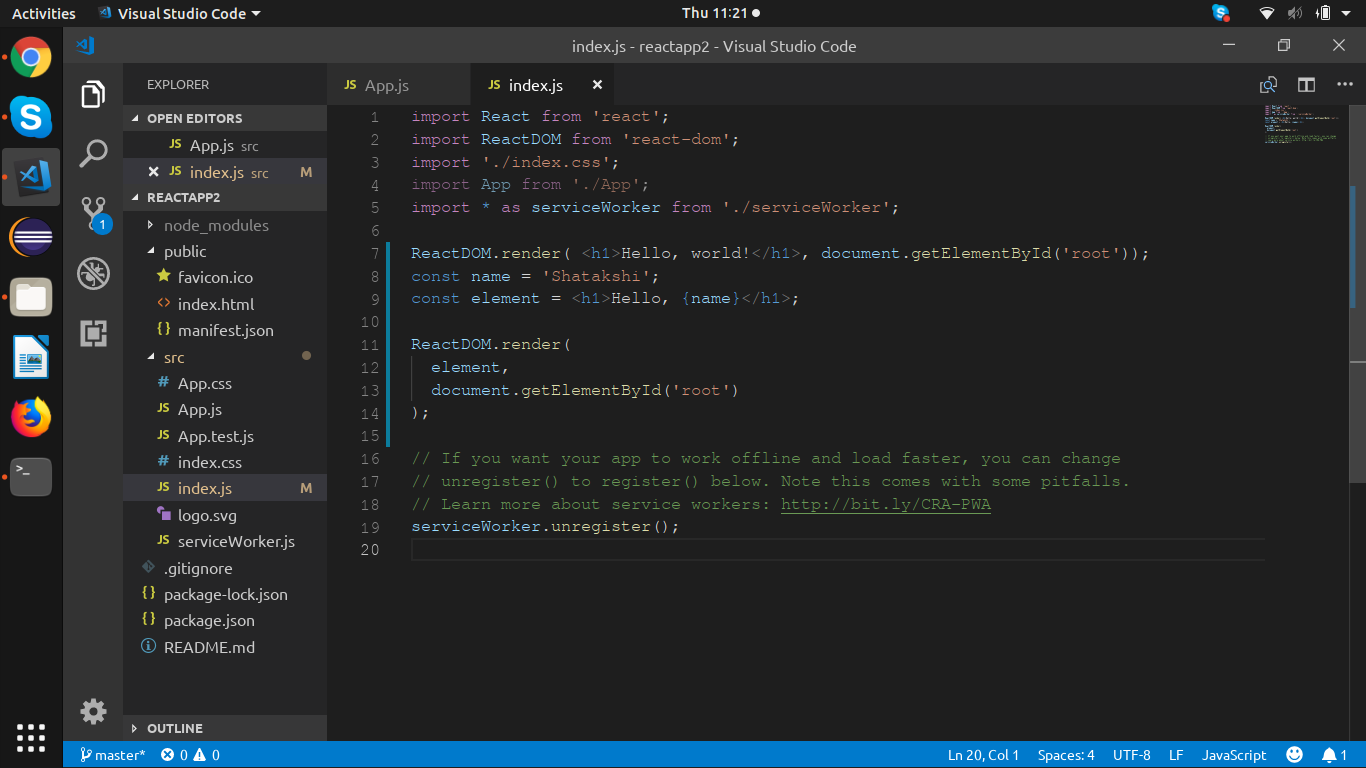 Activities Visual Studio Code Thu 11:21
index.js - reactapp2 - Visual Studio Code
EXPLORER
OPEN EDITORS
JS App.js src
JS index.js src M
REACTAPP2
node_modules
public
favicon.ico
<> index.html
{} manifest.json
src
# App.css
JS App.js
JS App.test.js
# index.css
JS index.js M
logo.svg
JS serviceWorker.js
.gitignore
{} package-lock.json
{} package.json
README.md
OUTLINE
1
JS App.js JS index.js
1 import React from 'react';
2 import ReactDOM from 'react-dom';
3 import './index.css';
4 import App from './App';
5 import * as serviceWorker from './serviceWorker';
6
7 ReactDOM.render( <h1>Hello, world!</h1>, document.getElementById('root'));
8 const name = 'Shatakshi';
9 const element = <h1>Hello, {name}</h1>;
10
11 ReactDOM.render(
12   element,
13   document.getElementById('root')
14 );
15
16 // If you want your app to work offline and load faster, you can change
17 // unregister() to register() below. Note this comes with some pitfalls.
18 // Learn more about service workers: http://bit.ly/CRA-PWA
19 serviceWorker.unregister();
20
master* 0 0 Ln 20, Col 1 Spaces: 4 UTF-8 LF JavaScript 1